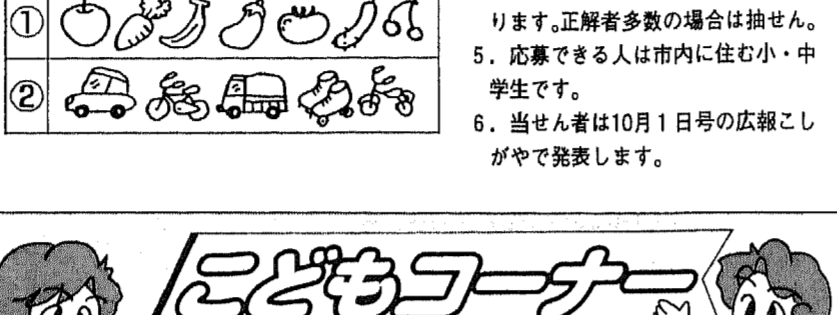 ①
②
ります。正解者多数の場合は抽せん。
5．応募できる人は市内に住む小・中
学生です。
6．当せん者は10月1日号の広報こし
がやで発表します。
こどもコーナー